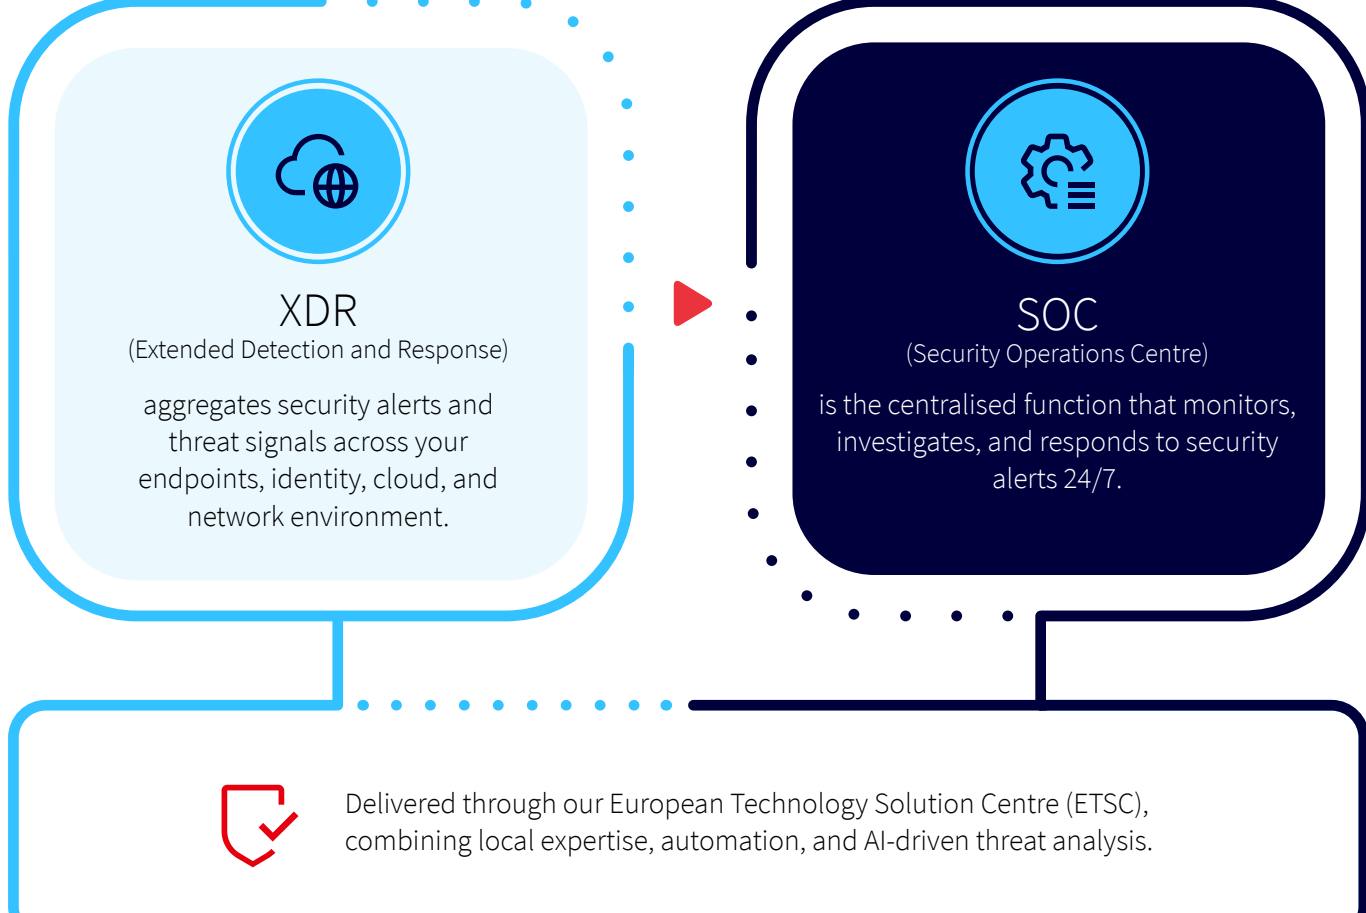 XDR
(Extended Detection and Response)
aggregates security alerts and
threat signals across your
endpoints, identity, cloud, and
network environment.
SOC
(Security Operations Centre)
is the centralised function that monitors,
investigates, and responds to security
alerts 24/7.
Delivered through our European Technology Solution Centre (ETSC),
combining local expertise, automation, and AI-driven threat analysis.